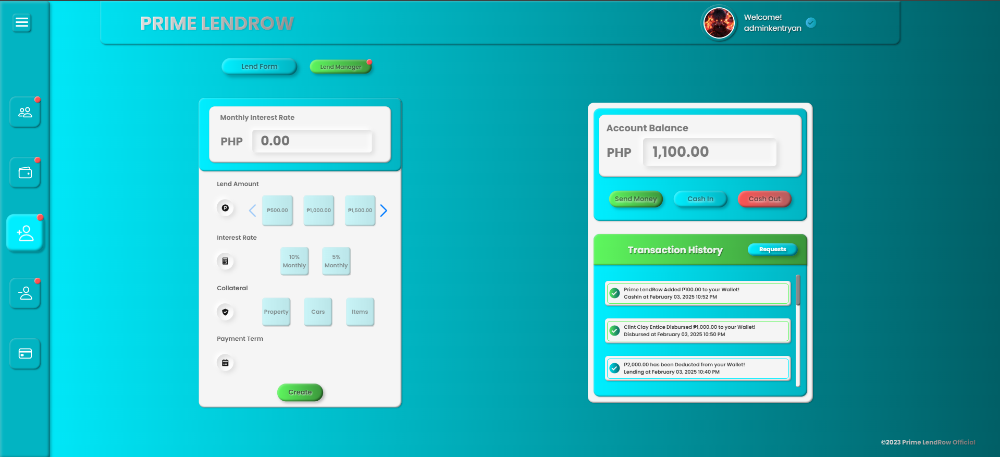 PRIME LENDROW
Welcome!
adminkentryan
Lend Form
Lend Manager
Monthly Interest Rate
PHP 0.00
Lend Amount
₱500.00 ₱1,000.00 ₱1,500.00
Interest Rate
10% Monthly
5% Monthly
Collateral
Property Cars Items
Payment Term
Create
Account Balance
PHP 1,100.00
Send Money Cash In Cash Out
Transaction History
Requests
Prime LendRow Added ₱100.00 to your Wallet!
CashIn at February 03, 2025 10:52 PM
Clint Clay Entice Disbursed ₱1,000.00 to your Wallet!
Disbursed at February 03, 2025 10:50 PM
₱2,000.00 has been Deducted from your Wallet!
Lending at February 03, 2025 10:40 PM
©2023 Prime LendRow Official